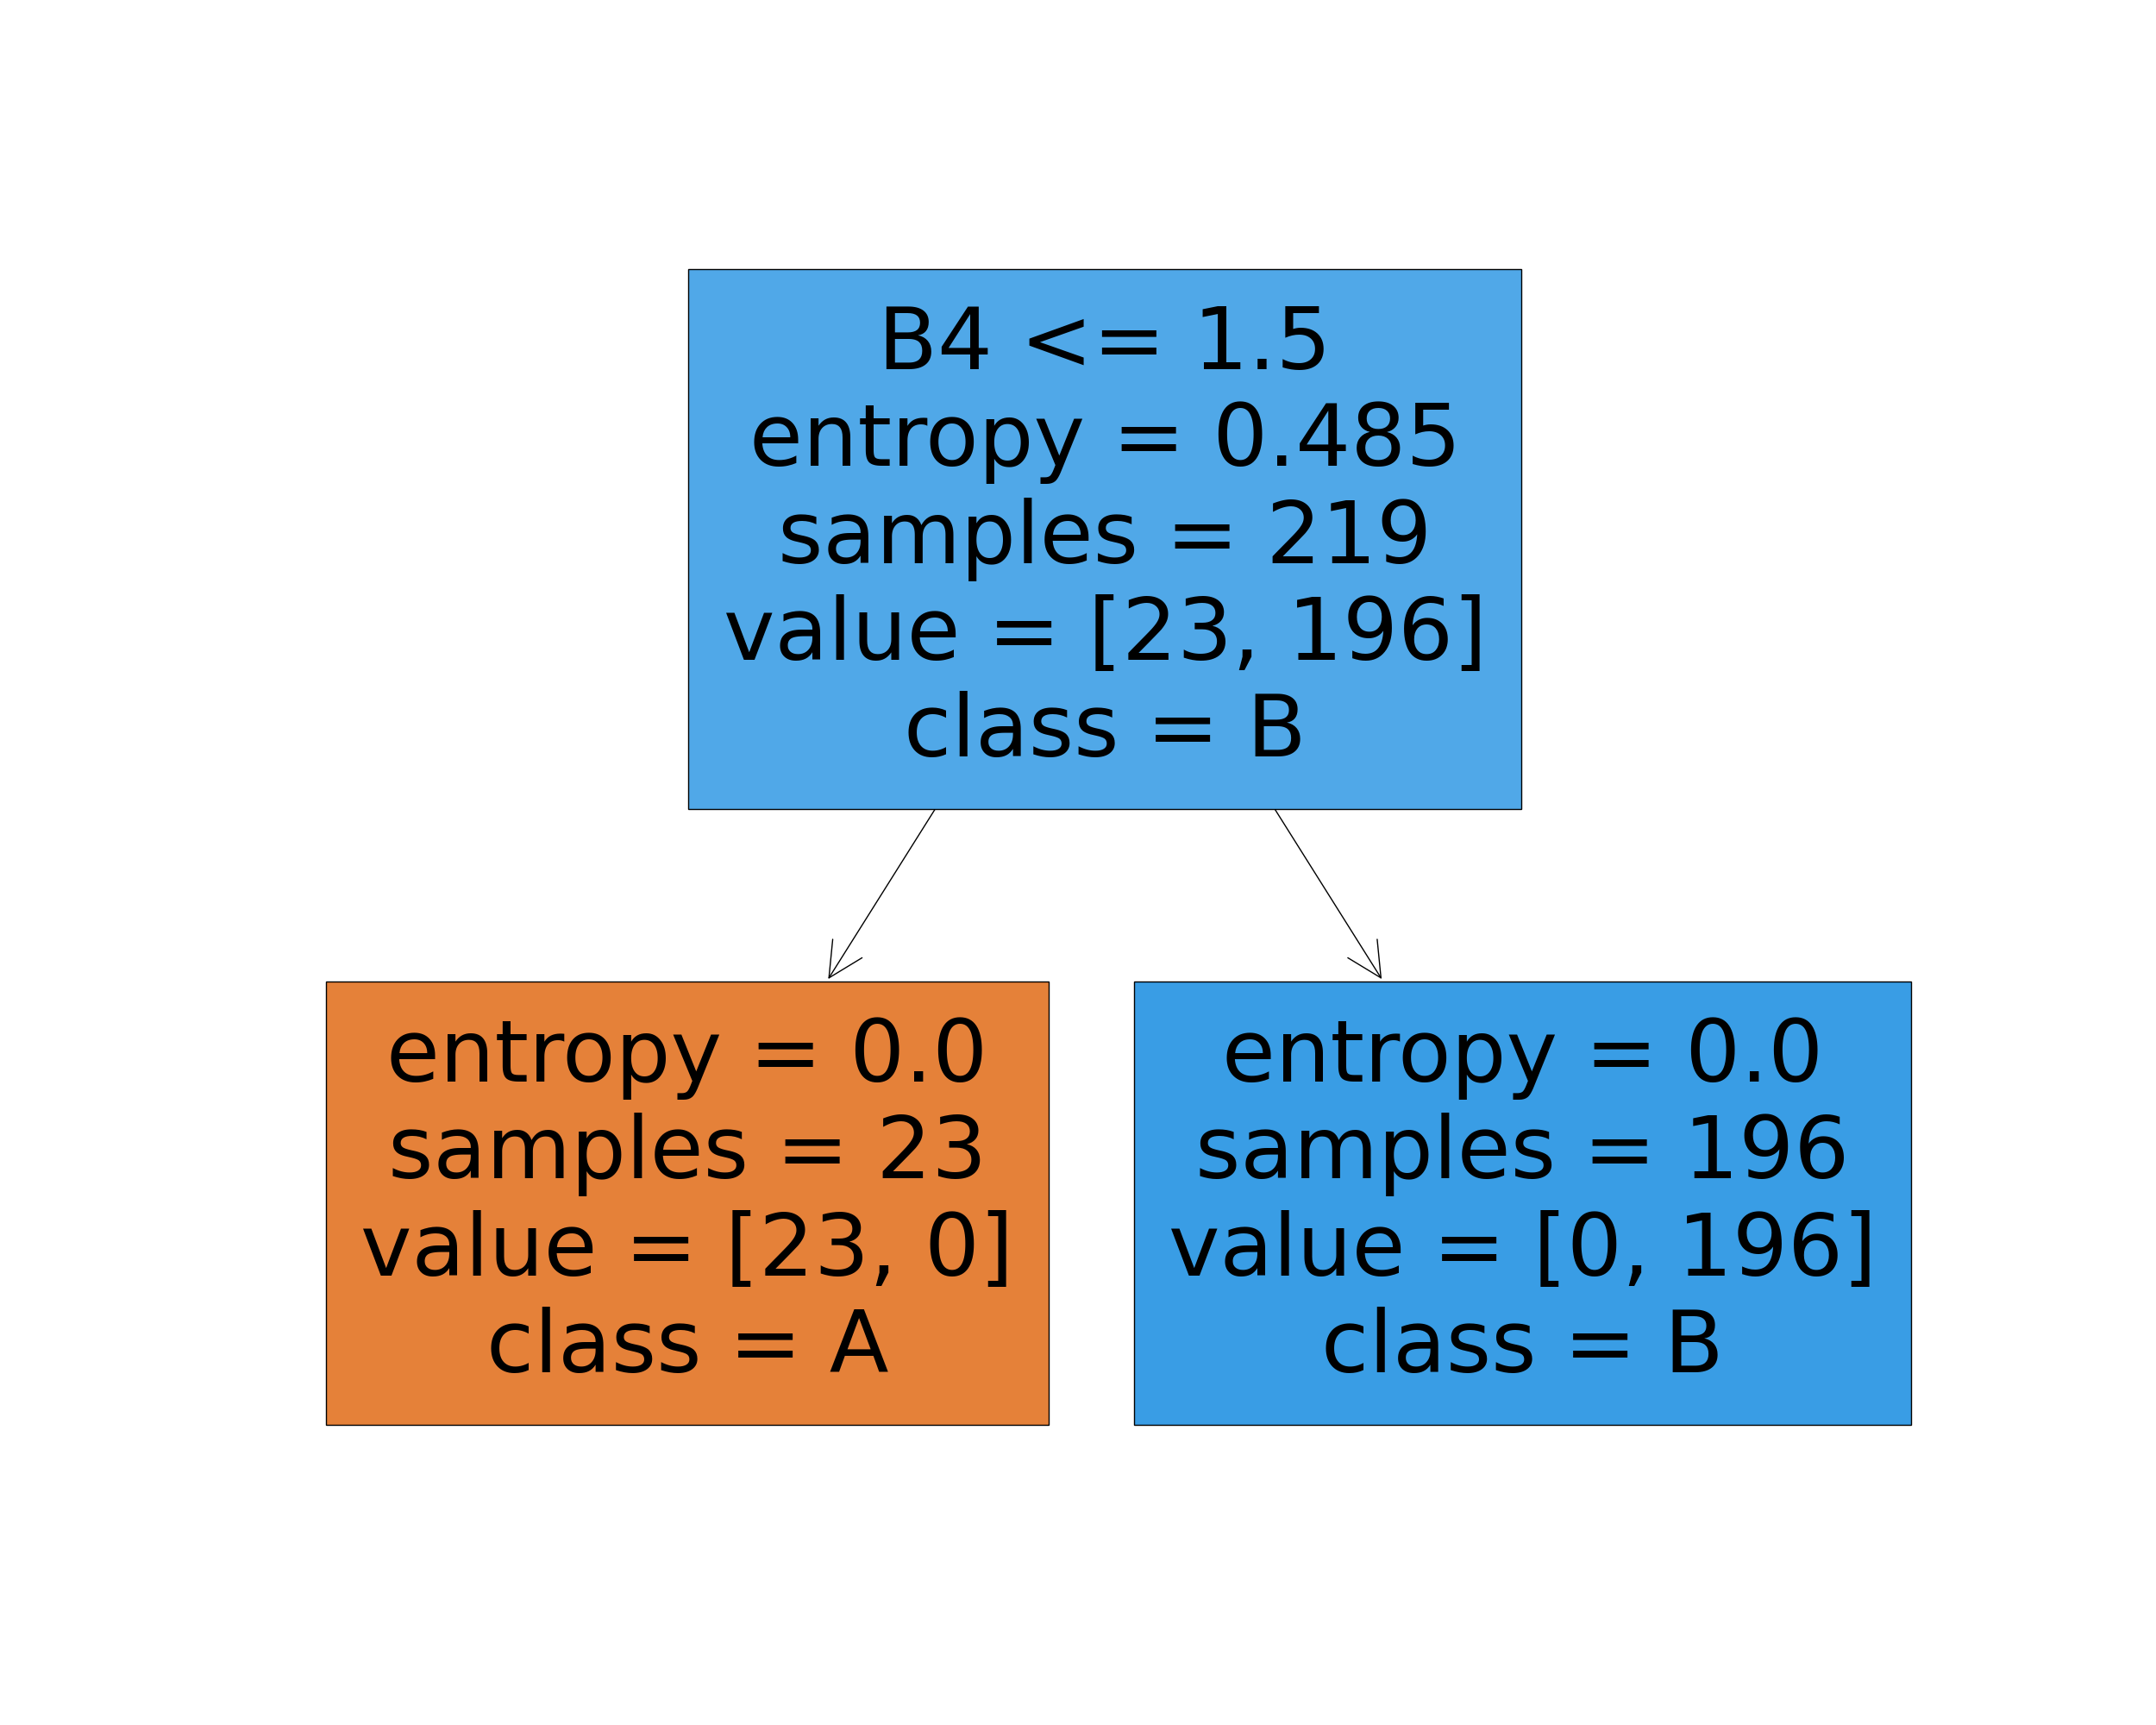 B4 <= 1.5
entropy = 0.485
samples = 219
value = [23, 196]
class = B
entropy = 0.0
samples = 23
value = [23, 0]
class = A
entropy = 0.0
samples = 196
value = [0, 196]
class = B